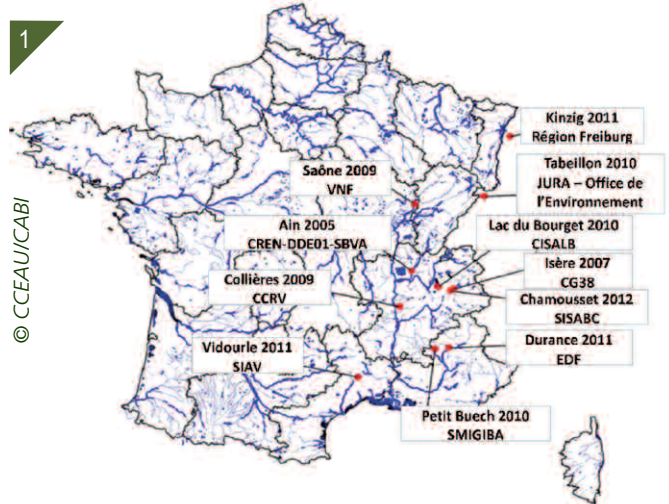 1
© CCEAU/CABI
Kinzig 2011
Région Freiburg
Saône 2009
VNF
Tabeillon 2010
JURA – Office de
l'Environnement
Ain 2005
CREN-DDE01-SBVA
Lac du Bourget 2010
CISALB
Isère 2007
CG38
Collières 2009
CCRV
Chamousset 2012
SISABC
Vidourle 2011
SIAV
Durance 2011
EDF
Petit Buech 2010
SMIGIBA